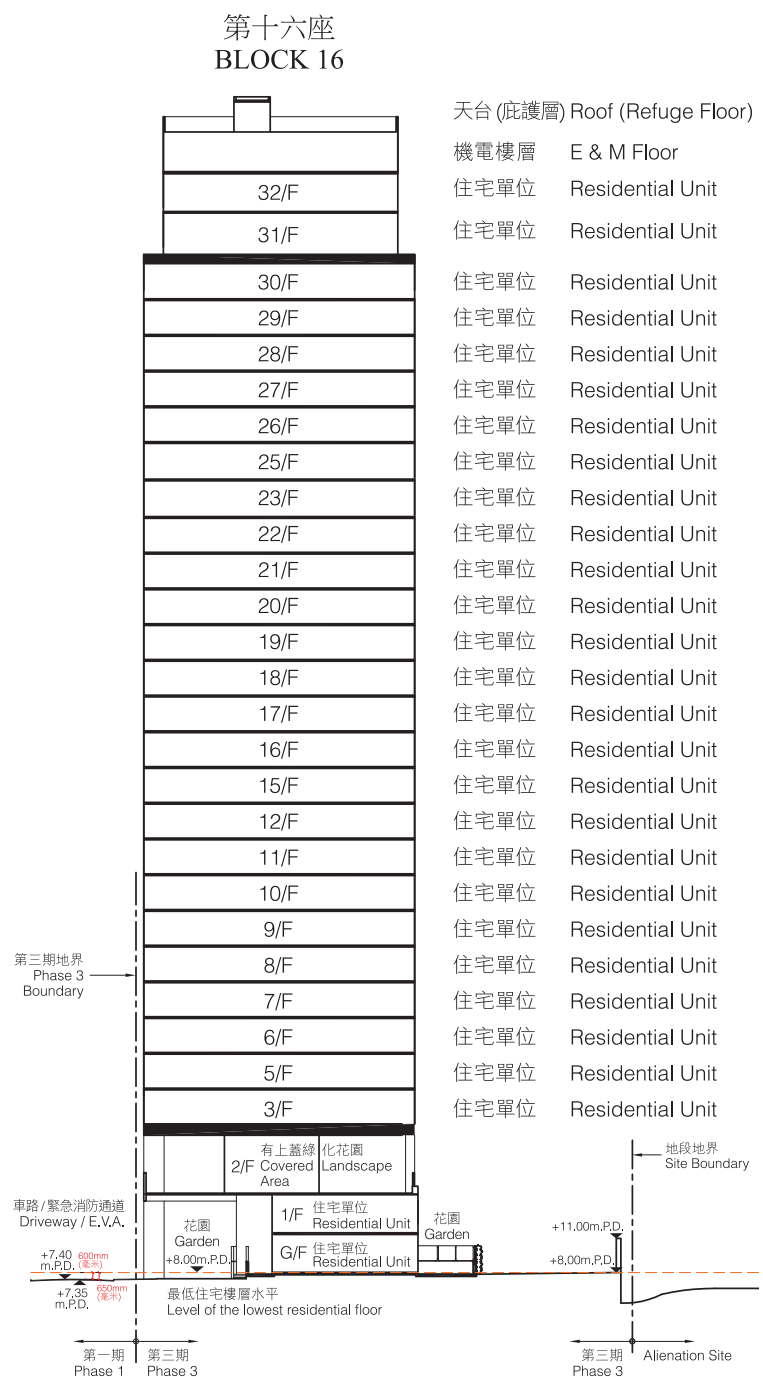 第十六座
BLOCK 16
天台 (庇護層) Roof (Refuge Floor)
機電樓層 E & M Floor
32/F 住宅單位 Residential Unit
31/F 住宅單位 Residential Unit
30/F 住宅單位 Residential Unit
29/F 住宅單位 Residential Unit
28/F 住宅單位 Residential Unit
27/F 住宅單位 Residential Unit
26/F 住宅單位 Residential Unit
25/F 住宅單位 Residential Unit
23/F 住宅單位 Residential Unit
22/F 住宅單位 Residential Unit
21/F 住宅單位 Residential Unit
20/F 住宅單位 Residential Unit
19/F 住宅單位 Residential Unit
18/F 住宅單位 Residential Unit
17/F 住宅單位 Residential Unit
16/F 住宅單位 Residential Unit
15/F 住宅單位 Residential Unit
12/F 住宅單位 Residential Unit
11/F 住宅單位 Residential Unit
10/F 住宅單位 Residential Unit
9/F 住宅單位 Residential Unit
8/F 住宅單位 Residential Unit
7/F 住宅單位 Residential Unit
6/F 住宅單位 Residential Unit
5/F 住宅單位 Residential Unit
3/F 住宅單位 Residential Unit
第三期地界
Phase 3
Boundary
有上蓋綠化花園
2/F Covered Landscape
Area
地段地界
Site Boundary
車路/緊急消防通道
Driveway / E.V.A.
1/F 住宅單位
Residential Unit
花園
Garden
花園
Garden
G/F 住宅單位
Residential Unit
+11.00m.P.D.
+8.00m.P.D.
+8.00m.P.D.
+7.40
m.P.D.
600mm
(毫米)
+7.35
m.P.D.
650mm
(毫米)
最低住宅樓層水平
Level of the lowest residential floor
第一期
Phase 1
第三期
Phase 3
第三期
Phase 3
Alienation Site